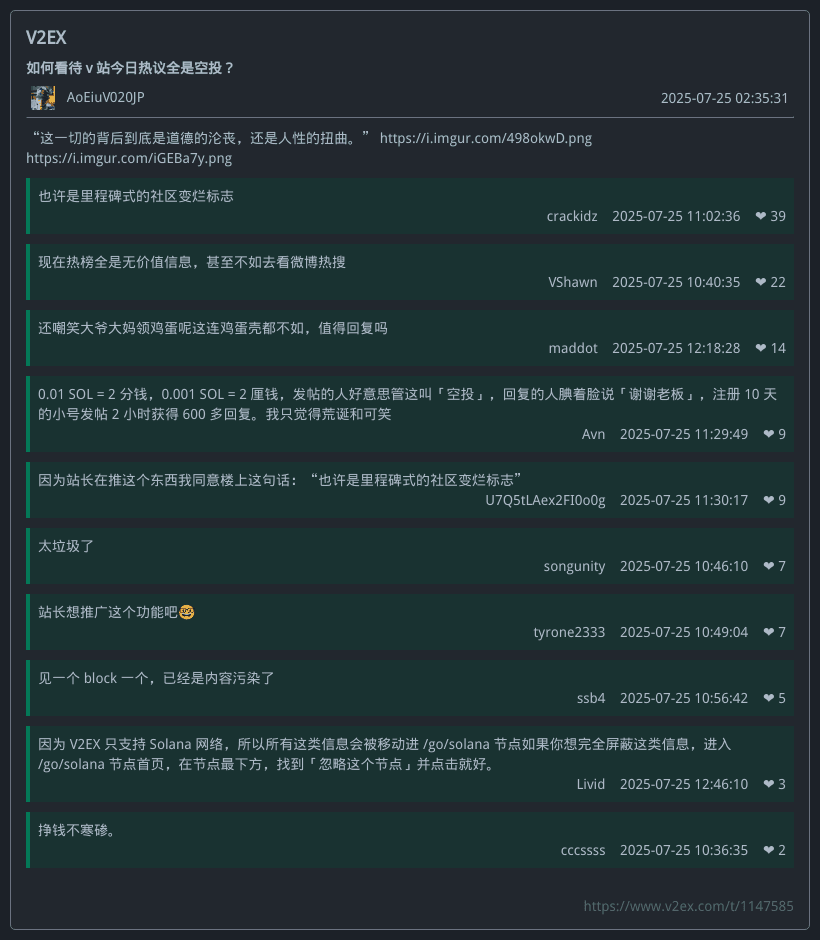 V2EX
如何看待 v 站今日热议全是空投？
AoEiuV020JP 2025-07-25 02:35:31
“这一切的背后到底是道德的沦丧，还是人性的扭曲。” https://i.imgur.com/498okwD.png
https://i.imgur.com/iGEBa7y.png
也许是里程碑式的社区变烂标志
crackidz 2025-07-25 11:02:36 ❤ 39
现在热榜全是无价值信息，甚至不如去看微博热搜
VShawn 2025-07-25 10:40:35 ❤ 22
还嘲笑大爷大妈领鸡蛋呢这连鸡蛋壳都不如，值得回复吗
maddot 2025-07-25 12:18:28 ❤ 14
0.01 SOL = 2 分钱，0.001 SOL = 2 厘钱，发帖的人好意思管这叫「空投」，回复的人腆着脸说「谢谢老板」，注册 10 天
的小号发帖 2 小时获得 600 多回复。我只觉得荒诞和可笑
Avn 2025-07-25 11:29:49 ❤ 9
因为站长在推这个东西我同意楼上这句话：“也许是里程碑式的社区变烂标志”
U7Q5tLAex2FI0o0g 2025-07-25 11:30:17 ❤ 9
太垃圾了
songunity 2025-07-25 10:46:10 ❤ 7
站长想推广这个功能吧🤓
tyrone2333 2025-07-25 10:49:04 ❤ 7
见一个 block 一个，已经是内容污染了
ssb4 2025-07-25 10:56:42 ❤ 5
因为 V2EX 只支持 Solana 网络，所以所有这类信息会被移动进 /go/solana 节点如果你想完全屏蔽这类信息，进入
/go/solana 节点首页，在节点最下方，找到「忽略这个节点」并点击就好。
Livid 2025-07-25 12:46:10 ❤ 3
挣钱不寒碜。
cccssss 2025-07-25 10:36:35 ❤ 2
https://www.v2ex.com/t/1147585